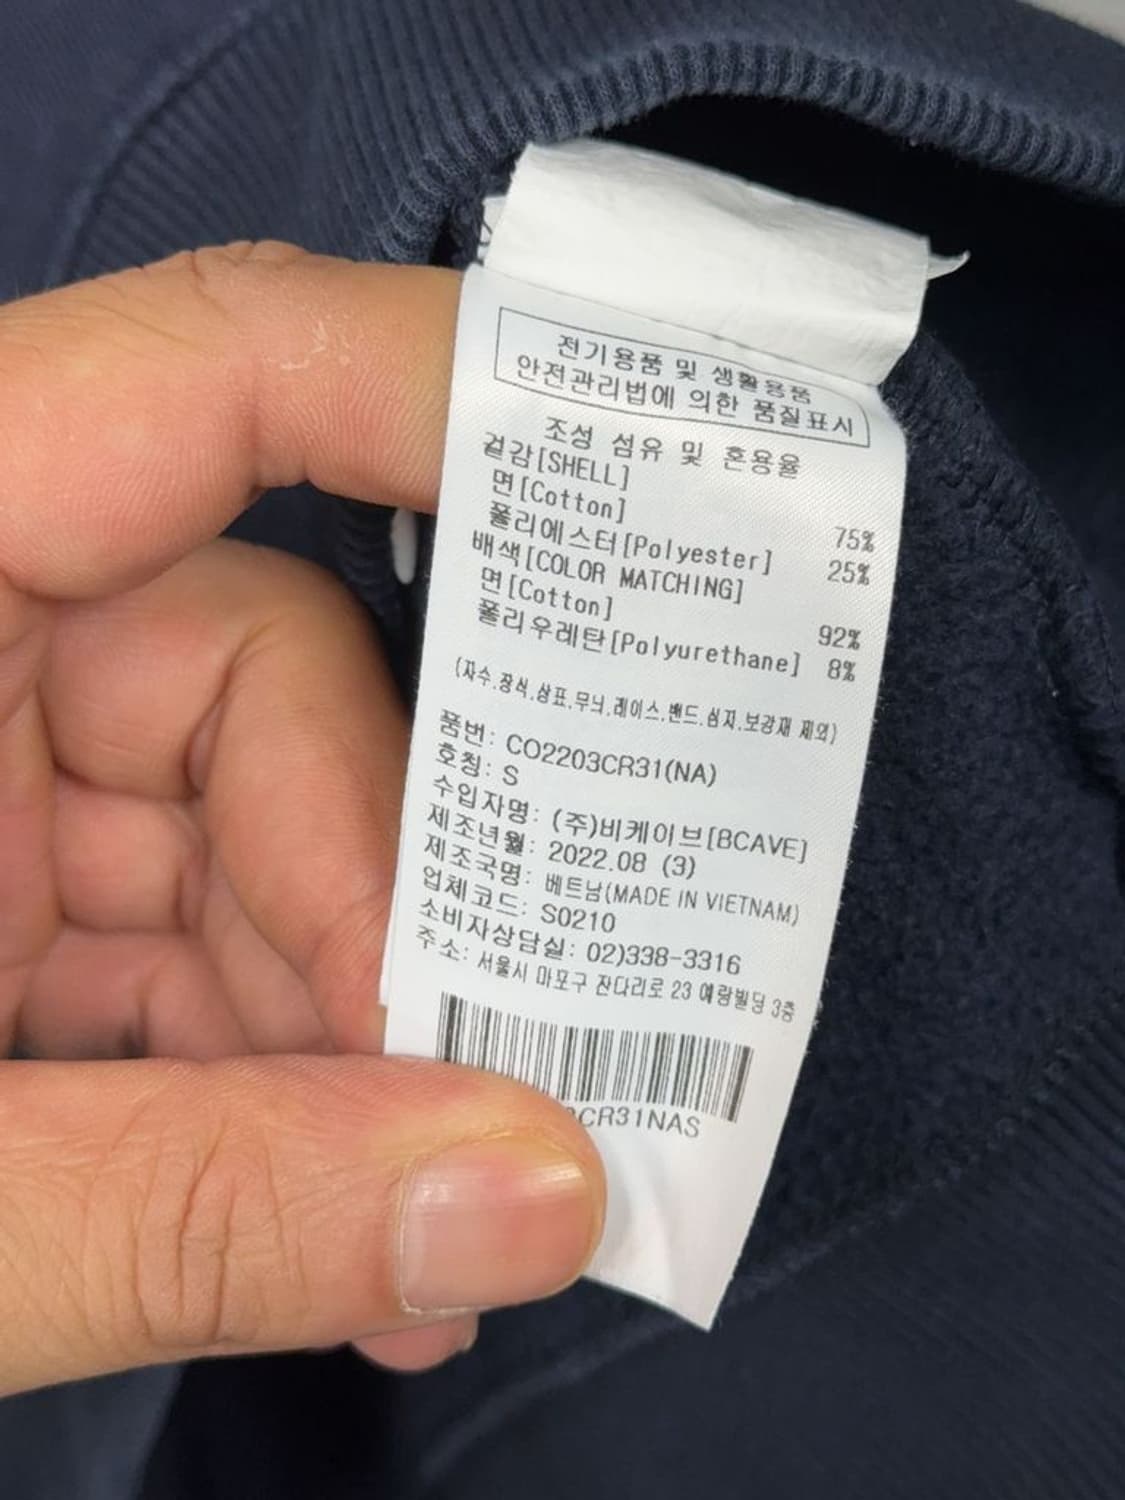 전기용품 및 생활용품
안전관리법에 의한 품질표시
조성 섬유 및 혼용율
겉감[SHELL]
면[Cotton] 75%
폴리에스터[Polyester] 25%
배색[COLOR MATCHING]
면[Cotton] 92%
폴리우레탄[Polyurethane] 8%
(자수.장식.상표.무늬.레이스.밴드.심지.보강재 제외)
품번: CO2203CR31(NA)
호칭: S
수입자명: (주)비케이브[BCAVE]
제조년월: 2022.08 (3)
제조국명: 베트남(MADE IN VIETNAM)
업체코드: S0210
소비자상담실: 02)338-3316
주소: 서울시 마포구 잔다리로 23 예랑빌딩 3층
CR31NAS